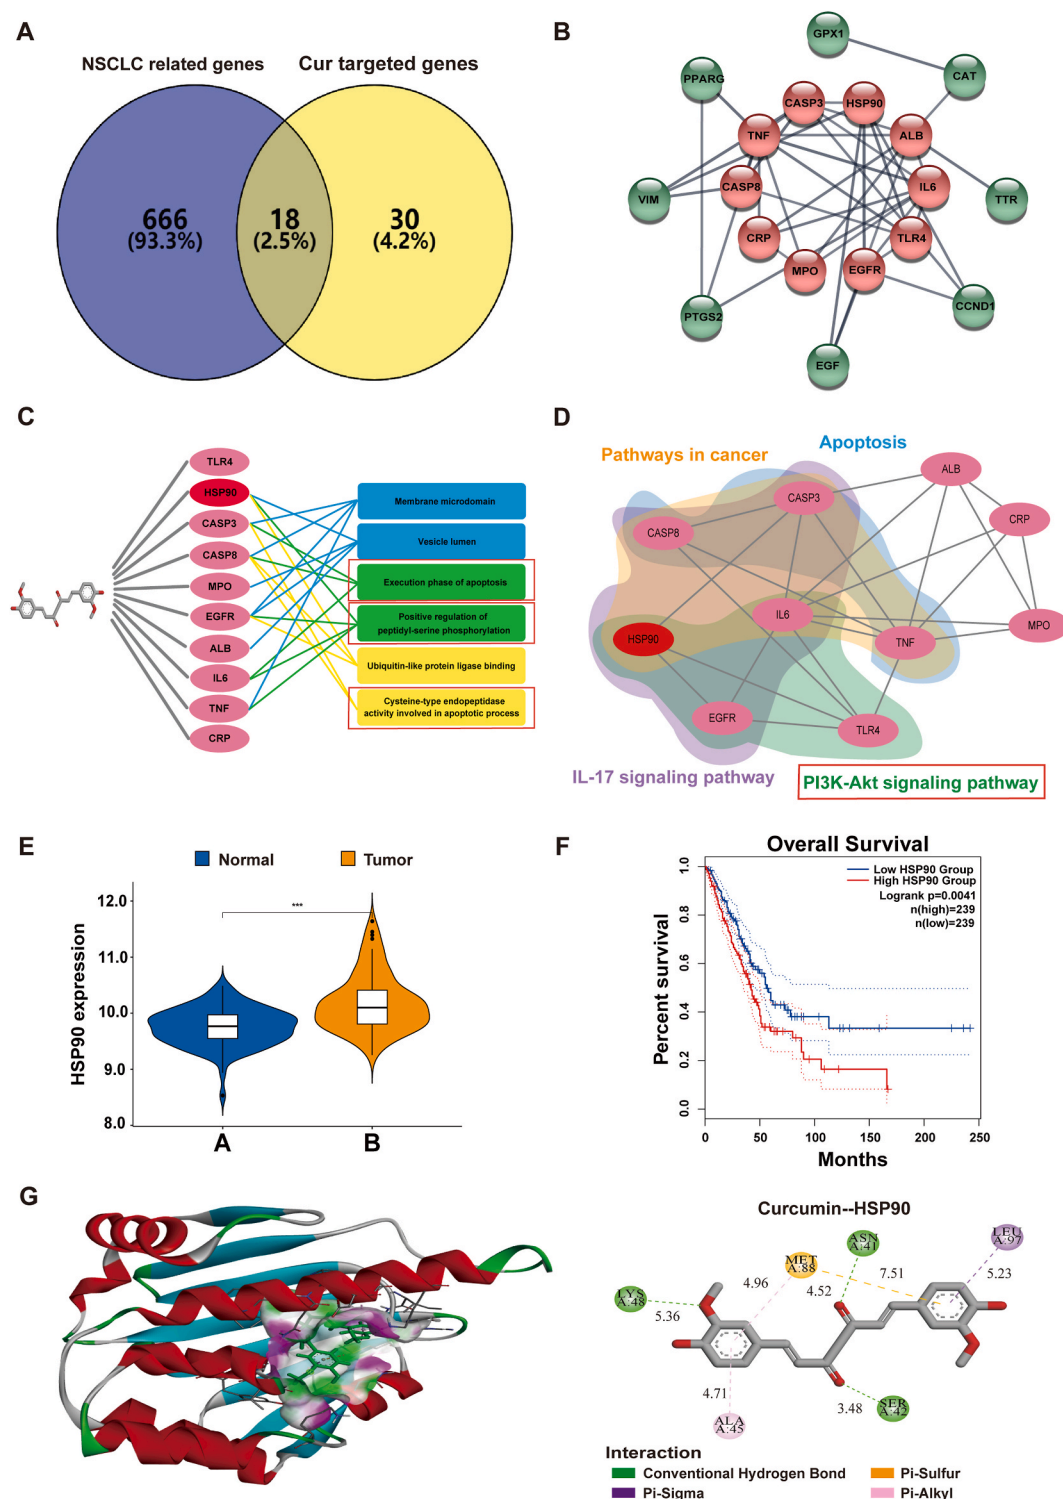 A
NSCLC related genes
Cur targeted genes
666
(93.3%)
18
(2.5%)
30
(4.2%)
B
GPX1
PPARG
CAT
CASP3
HSP90
TNF
ALB
CASP8
IL6
VIM
TTR
CRP
TLR4
MPO
EGFR
PTGS2
CCND1
EGF
C
TLR4
HSP90
CASP3
CASP8
MPO
EGFR
ALB
IL6
TNF
CRP
Membrane microdomain
Vesicle lumen
Execution phase of apoptosis
Positive regulation of
peptidyl-serine phosphorylation
Ubiquitin-like protein ligase binding
Cysteine-type endopeptidase
activity involved in apoptotic process
D
Pathways in cancer
Apoptosis
ALB
CASP3
CASP8
CRP
IL6
HSP90
TNF
MPO
EGFR
TLR4
IL-17 signaling pathway
PI3K-Akt signaling pathway
E
Normal
Tumor
HSP90 expression
12.0
11.0
10.0
9.0
8.0
***
A
B
F
Overall Survival
Low HSP90 Group
High HSP90 Group
Logrank p=0.0041
n(high)=239
n(low)=239
Percent survival
1.0
0.8
0.6
0.4
0.2
0.0
0 50 100 150 200 250
Months
G
Curcumin--HSP90
ASN
A:41
LEU
A:97
MET
A:88
LYS
A:48
4.96
4.52
7.51
5.23
5.36
4.71
3.48
ALA
A:45
SER
A:42
Interaction
Conventional Hydrogen Bond
Pi-Sigma
Pi-Sulfur
Pi-Alkyl